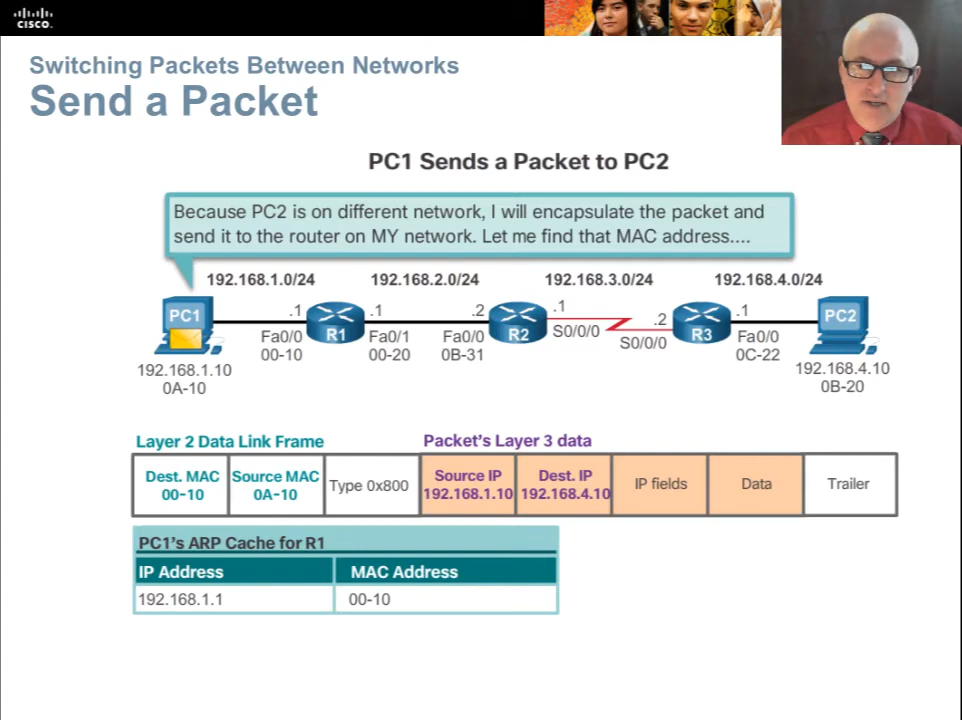 CISCO
Switching Packets Between Networks
Send a Packet
PC1 Sends a Packet to PC2
Because PC2 is on different network, I will encapsulate the packet and
send it to the router on MY network. Let me find that MAC address....
192.168.1.0/24 192.168.2.0/24 192.168.3.0/24 192.168.4.0/24
PC1 .1 R1 .1 .2 R2 .1 .2 R3 .1 PC2
Fa0/0 Fa0/1 Fa0/0 S0/0/0 S0/0/0 Fa0/0
00-10 00-20 0B-31 0C-22
192.168.1.10 192.168.4.10
0A-10 0B-20
Layer 2 Data Link Frame Packet's Layer 3 data
Dest. MAC Source MAC Type 0x800 Source IP Dest. IP IP fields Data Trailer
00-10 0A-10 192.168.1.10 192.168.4.10
PC1's ARP Cache for R1
IP Address MAC Address
192.168.1.1 00-10